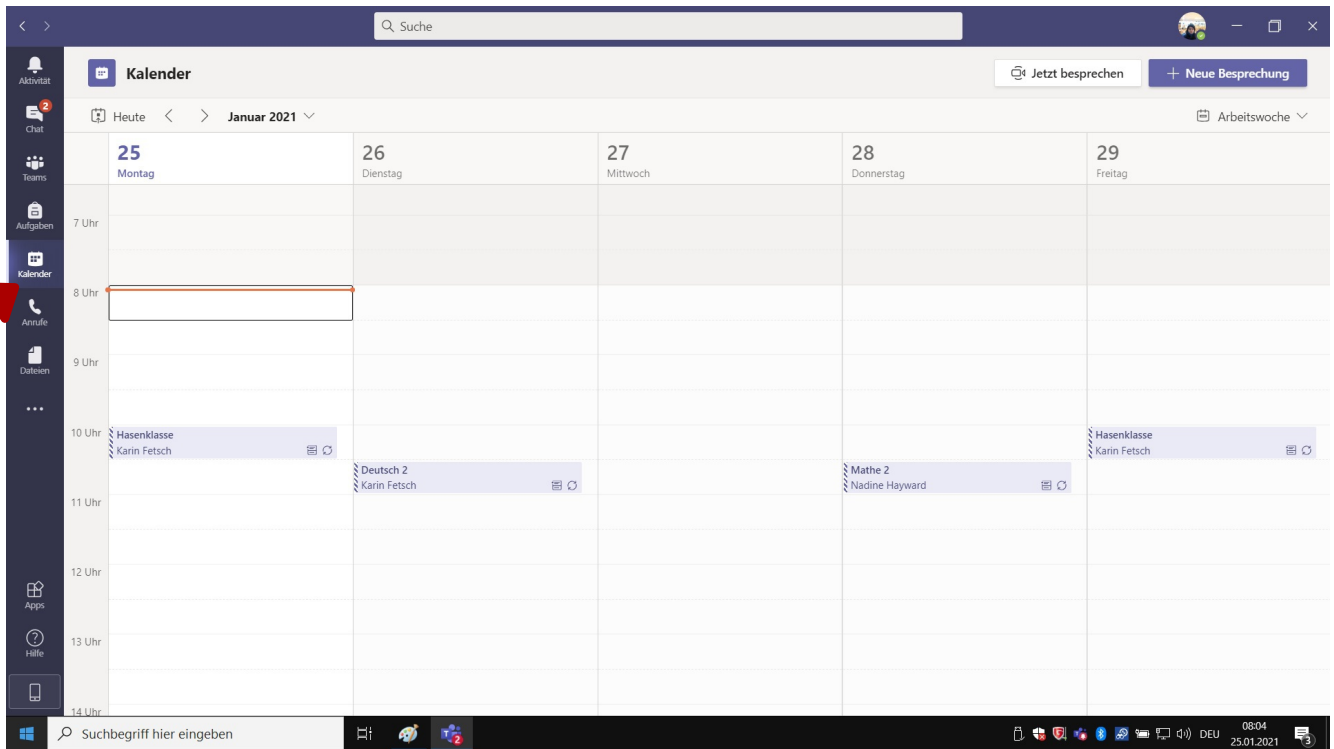 Suche
Aktivität
Kalender
Jetzt besprechen
+ Neue Besprechung
2
Chat
Heute
Januar 2021
Arbeitswoche
Teams
25
Montag
26
Dienstag
27
Mittwoch
28
Donnerstag
29
Freitag
Aufgaben
7 Uhr
Kalender
8 Uhr
Anrufe
9 Uhr
Dateien
10 Uhr
Hasenklasse
Karin Fetsch
Hasenklasse
Karin Fetsch
Deutsch 2
Karin Fetsch
Mathe 2
Nadine Hayward
11 Uhr
12 Uhr
Apps
13 Uhr
Hilfe
14 Uhr
Suchbegriff hier eingeben
T
2
DEU
08:04
25.01.2021
3